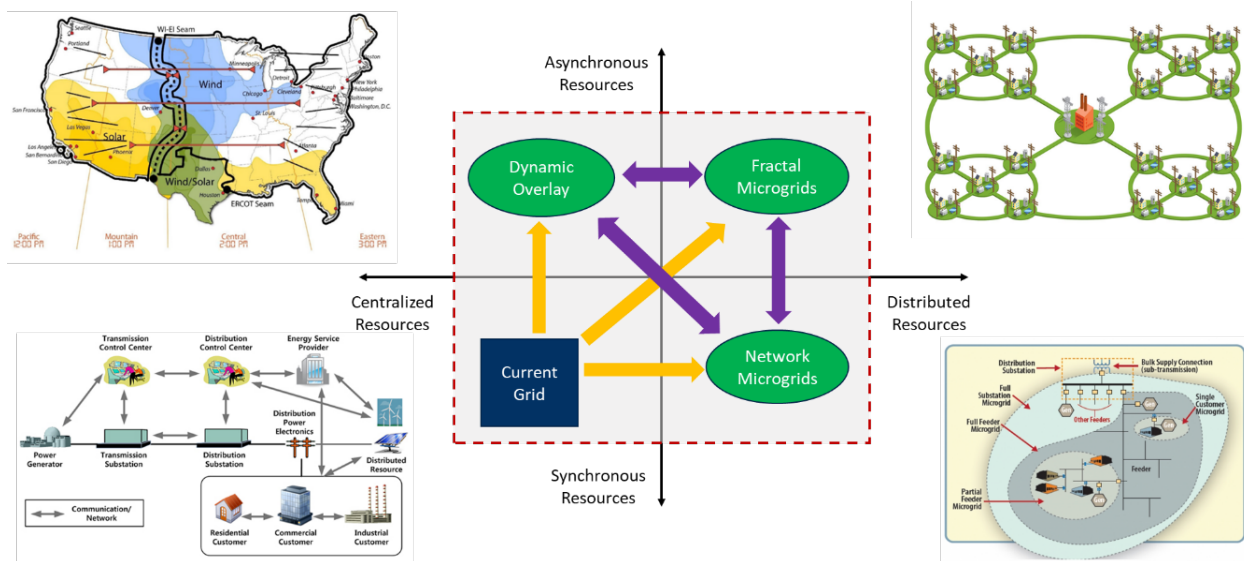 WI-EI Seam
Seattle
Portland
Minneapolis
Wind
Boston
Detroit
New York
Philadelphia
Pittsburgh
Cleveland
Chicago
Baltimore
Washington, D.C.
San Francisco
Denver
St. Louis
Las Vegas
Solar
Los Angeles
San Bernardino
San Diego
Phoenix
Atlanta
Dallas
Wind/Solar
Houston
Miami
ERCOT Seam
Pacific
12:00 PM
Mountain
1:00 PM
Central
2:00 PM
Eastern
3:00 PM
Asynchronous
Resources
Dynamic
Overlay
Fractal
Microgrids
Centralized
Resources
Distributed
Resources
Current
Grid
Network
Microgrids
Synchronous
Resources
Transmission
Control Center
Distribution
Control Center
Energy Service
Provider
Distribution
Power
Electronics
Power
Generator
Transmission
Substation
Distribution
Substation
Distributed
Resource
Communication/
Network
Residential
Customer
Commercial
Customer
Industrial
Customer
Distribution
Substation
Bulk Supply Connection
(sub-transmission)
Full
Substation
Microgrid
Single
Customer
Microgrid
Other Feeders
Full Feeder
Microgrid
Feeder
Partial
Feeder
Microgrid